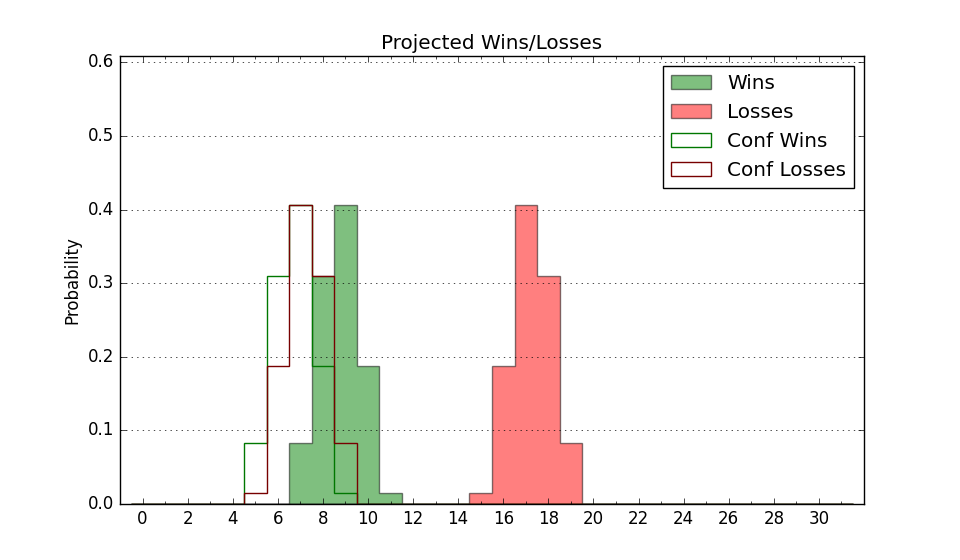 Projected Wins/Losses
0.6
0.5
0.4
0.3
0.2
0.1
0.0
Probability
Wins
Losses
Conf Wins
Conf Losses
0 2 4 6 8 10 12 14 16 18 20 22 24 26 28 30